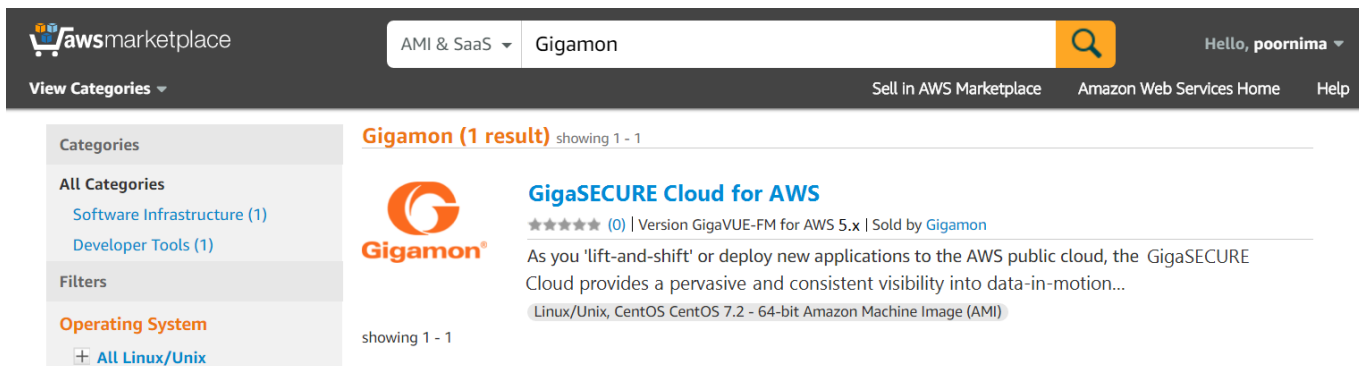 awsmarketplace
AMI & SaaS
Gigamon
Hello, poornima
View Categories
Sell in AWS Marketplace
Amazon Web Services Home
Help
Categories
All Categories
Software Infrastructure (1)
Developer Tools (1)
Filters
Operating System
All Linux/Unix
Gigamon (1 result) showing 1 - 1
Gigamon®
GigaSECURE Cloud for AWS
(0) | Version GigaVUE-FM for AWS 5.x | Sold by Gigamon
As you 'lift-and-shift' or deploy new applications to the AWS public cloud, the GigaSECURE
Cloud provides a pervasive and consistent visibility into data-in-motion...
Linux/Unix, CentOS CentOS 7.2 - 64-bit Amazon Machine Image (AMI)
showing 1 - 1